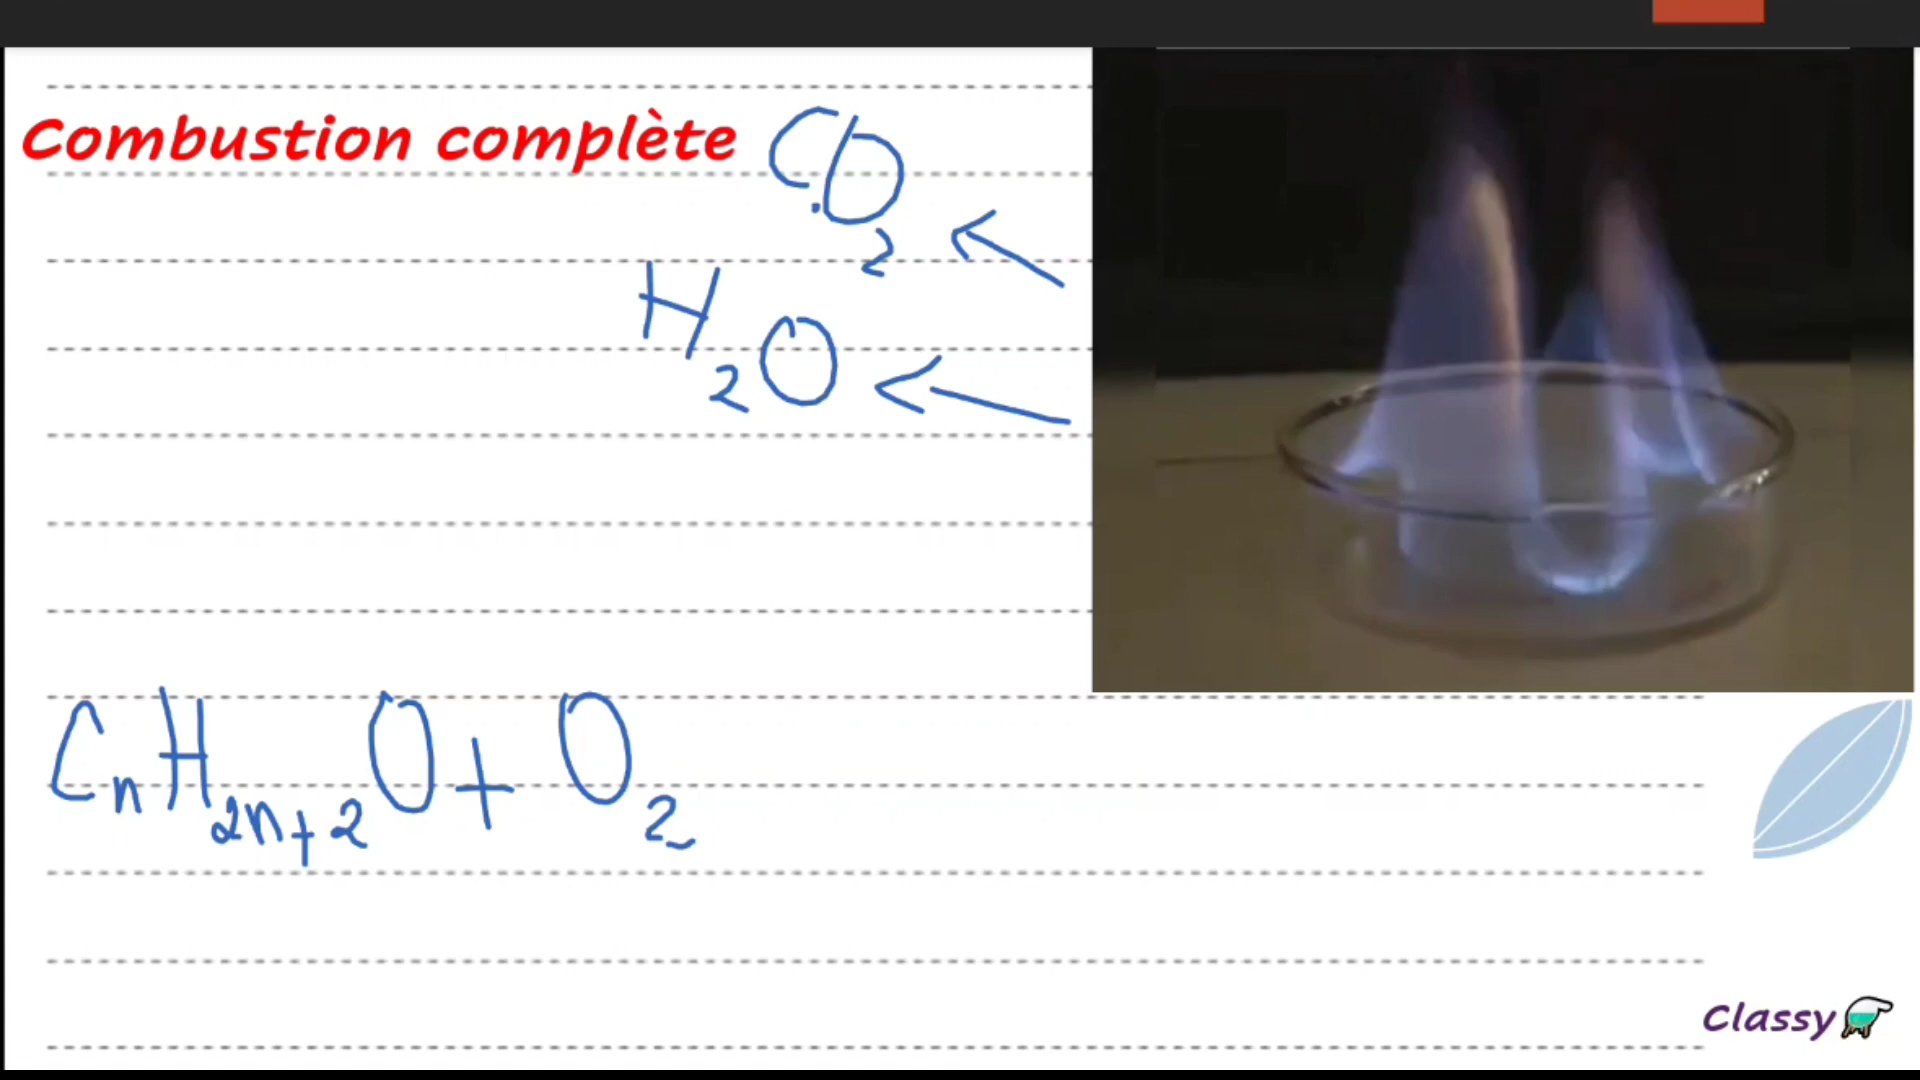 Combustion complète
CO2
H2O
CnH2n+2O + O2
Classy